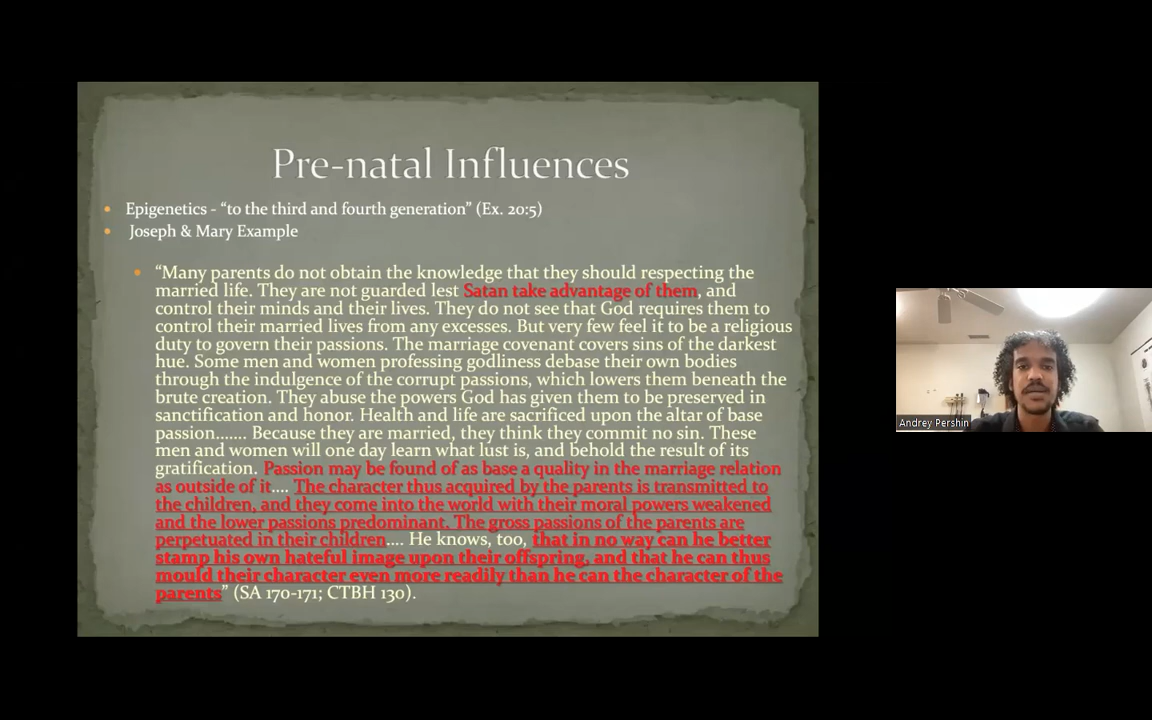 Pre-natal Influences
Epigenetics - “to the third and fourth generation” (Ex. 20:5)
Joseph & Mary Example
“Many parents do not obtain the knowledge that they should respecting the
married life. They are not guarded lest Satan take advantage of them, and
control their minds and their lives. They do not see that God requires them to
control their married lives from any excesses. But very few feel it to be a religious
duty to govern their passions. The marriage covenant covers sins of the darkest
hue. Some men and women professing godliness debase their own bodies
through the indulgence of the corrupt passions, which lowers them beneath the
brute creation. They abuse the powers God has given them to be preserved in
sanctification and honor. Health and life are sacrificed upon the altar of base
passion....... Because they are married, they think they commit no sin. These
men and women will one day learn what lust is, and behold the result of its
gratification. Passion may be found of as base a quality in the marriage relation
as outside of it.... The character thus acquired by the parents is transmitted to
the children, and they come into the world with their moral powers weakened
and the lower passions predominant. The gross passions of the parents are
perpetuated in their children.... He knows, too, that in no way can he better
stamp his own hateful image upon their offspring, and that he can thus
mould their character even more readily than he can the character of the
parents” (SA 170-171; CTBH 130).
Andrey Pershin